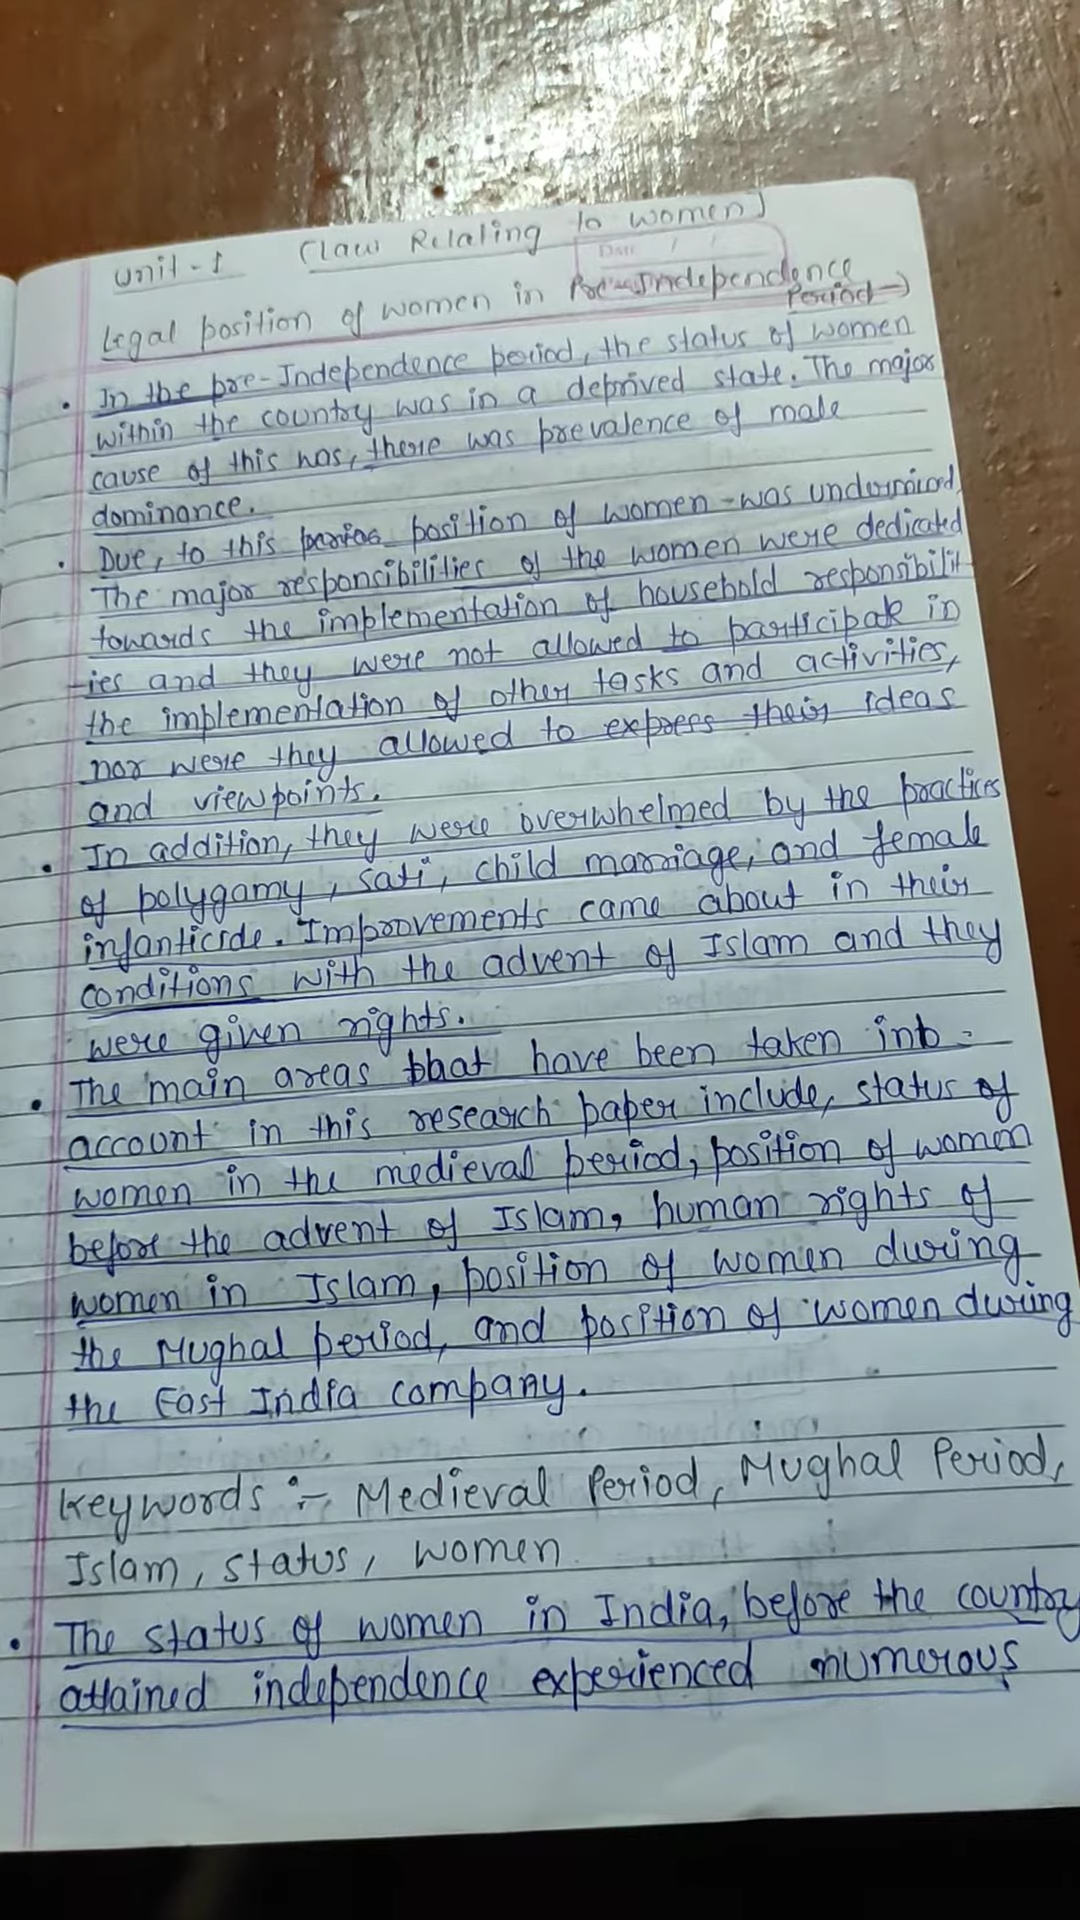 Unit-1 (Law Relating to women)
Date / /
Legal position of women in Pre-Independence
Period→)
• In the pre-Independence period, the status of women
within the country was in a deprived state. The major
cause of this was, there was prevalence of male
dominance.
• Due, to this position of women was undermined.
The major responsibilities of the women were dedicated
towards the implementation of household responsibilit
-ies and they were not allowed to participate in
the implementation of other tasks and activities,
nor were they allowed to express their ideas
and viewpoints.
• In addition, they were overwhelmed by the practices
of polygamy, sati, child marriage, and female
infanticide. Improovements came about in their
conditions with the advent of Islam and they
were given rights.
• The main areas that have been taken into -
account in this research paper include, status of
women in the medieval period, position of women
before the advent of Islam, human rights of
women in Islam, position of women during
the Mughal period, and position of women during
the East India company.
Keywords :- Medieval Period, Mughal Period,
Islam, status, women.
• The status of women in India, before the country
attained independence experienced numerous